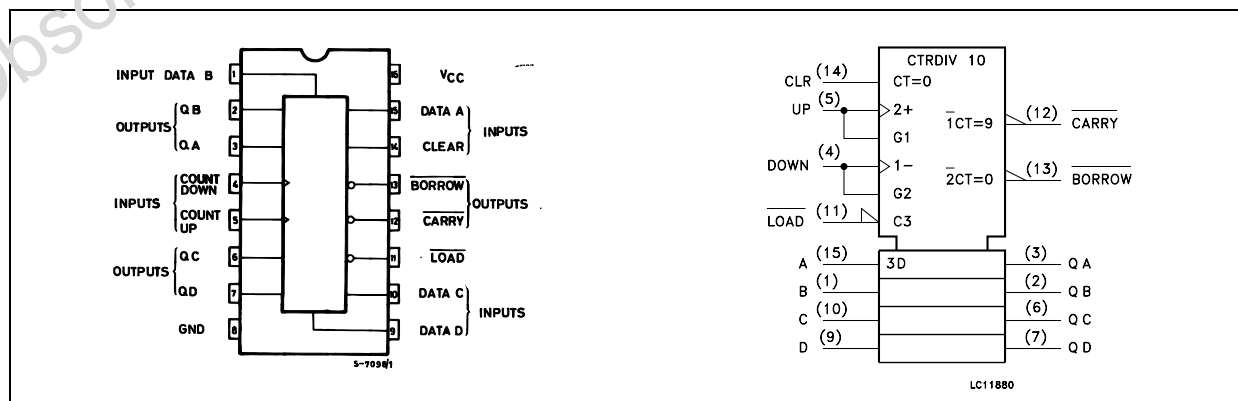 obsol
INPUT DATA B
1
16
VCC
QB
2
15
DATA A
OUTPUTS
INPUTS
QA
3
14
CLEAR
COUNT
DOWN
4
13
BORROW
INPUTS
OUTPUTS
COUNT
UP
5
12
CARRY
QC
6
11
LOAD
OUTPUTS
QD
7
10
DATA C
INPUTS
GND
8
9
DATA D
S-7098/1
CTRDIV 10
CLR (14) CT=0
UP (5) 2+
G1
1CT=9 (12) CARRY
DOWN (4) 1-
G2
2CT=0 (13) BORROW
LOAD (11) C3
A (15) 3D (3) QA
B (1) (2) QB
C (10) (6) QC
D (9) (7) QD
LC11880